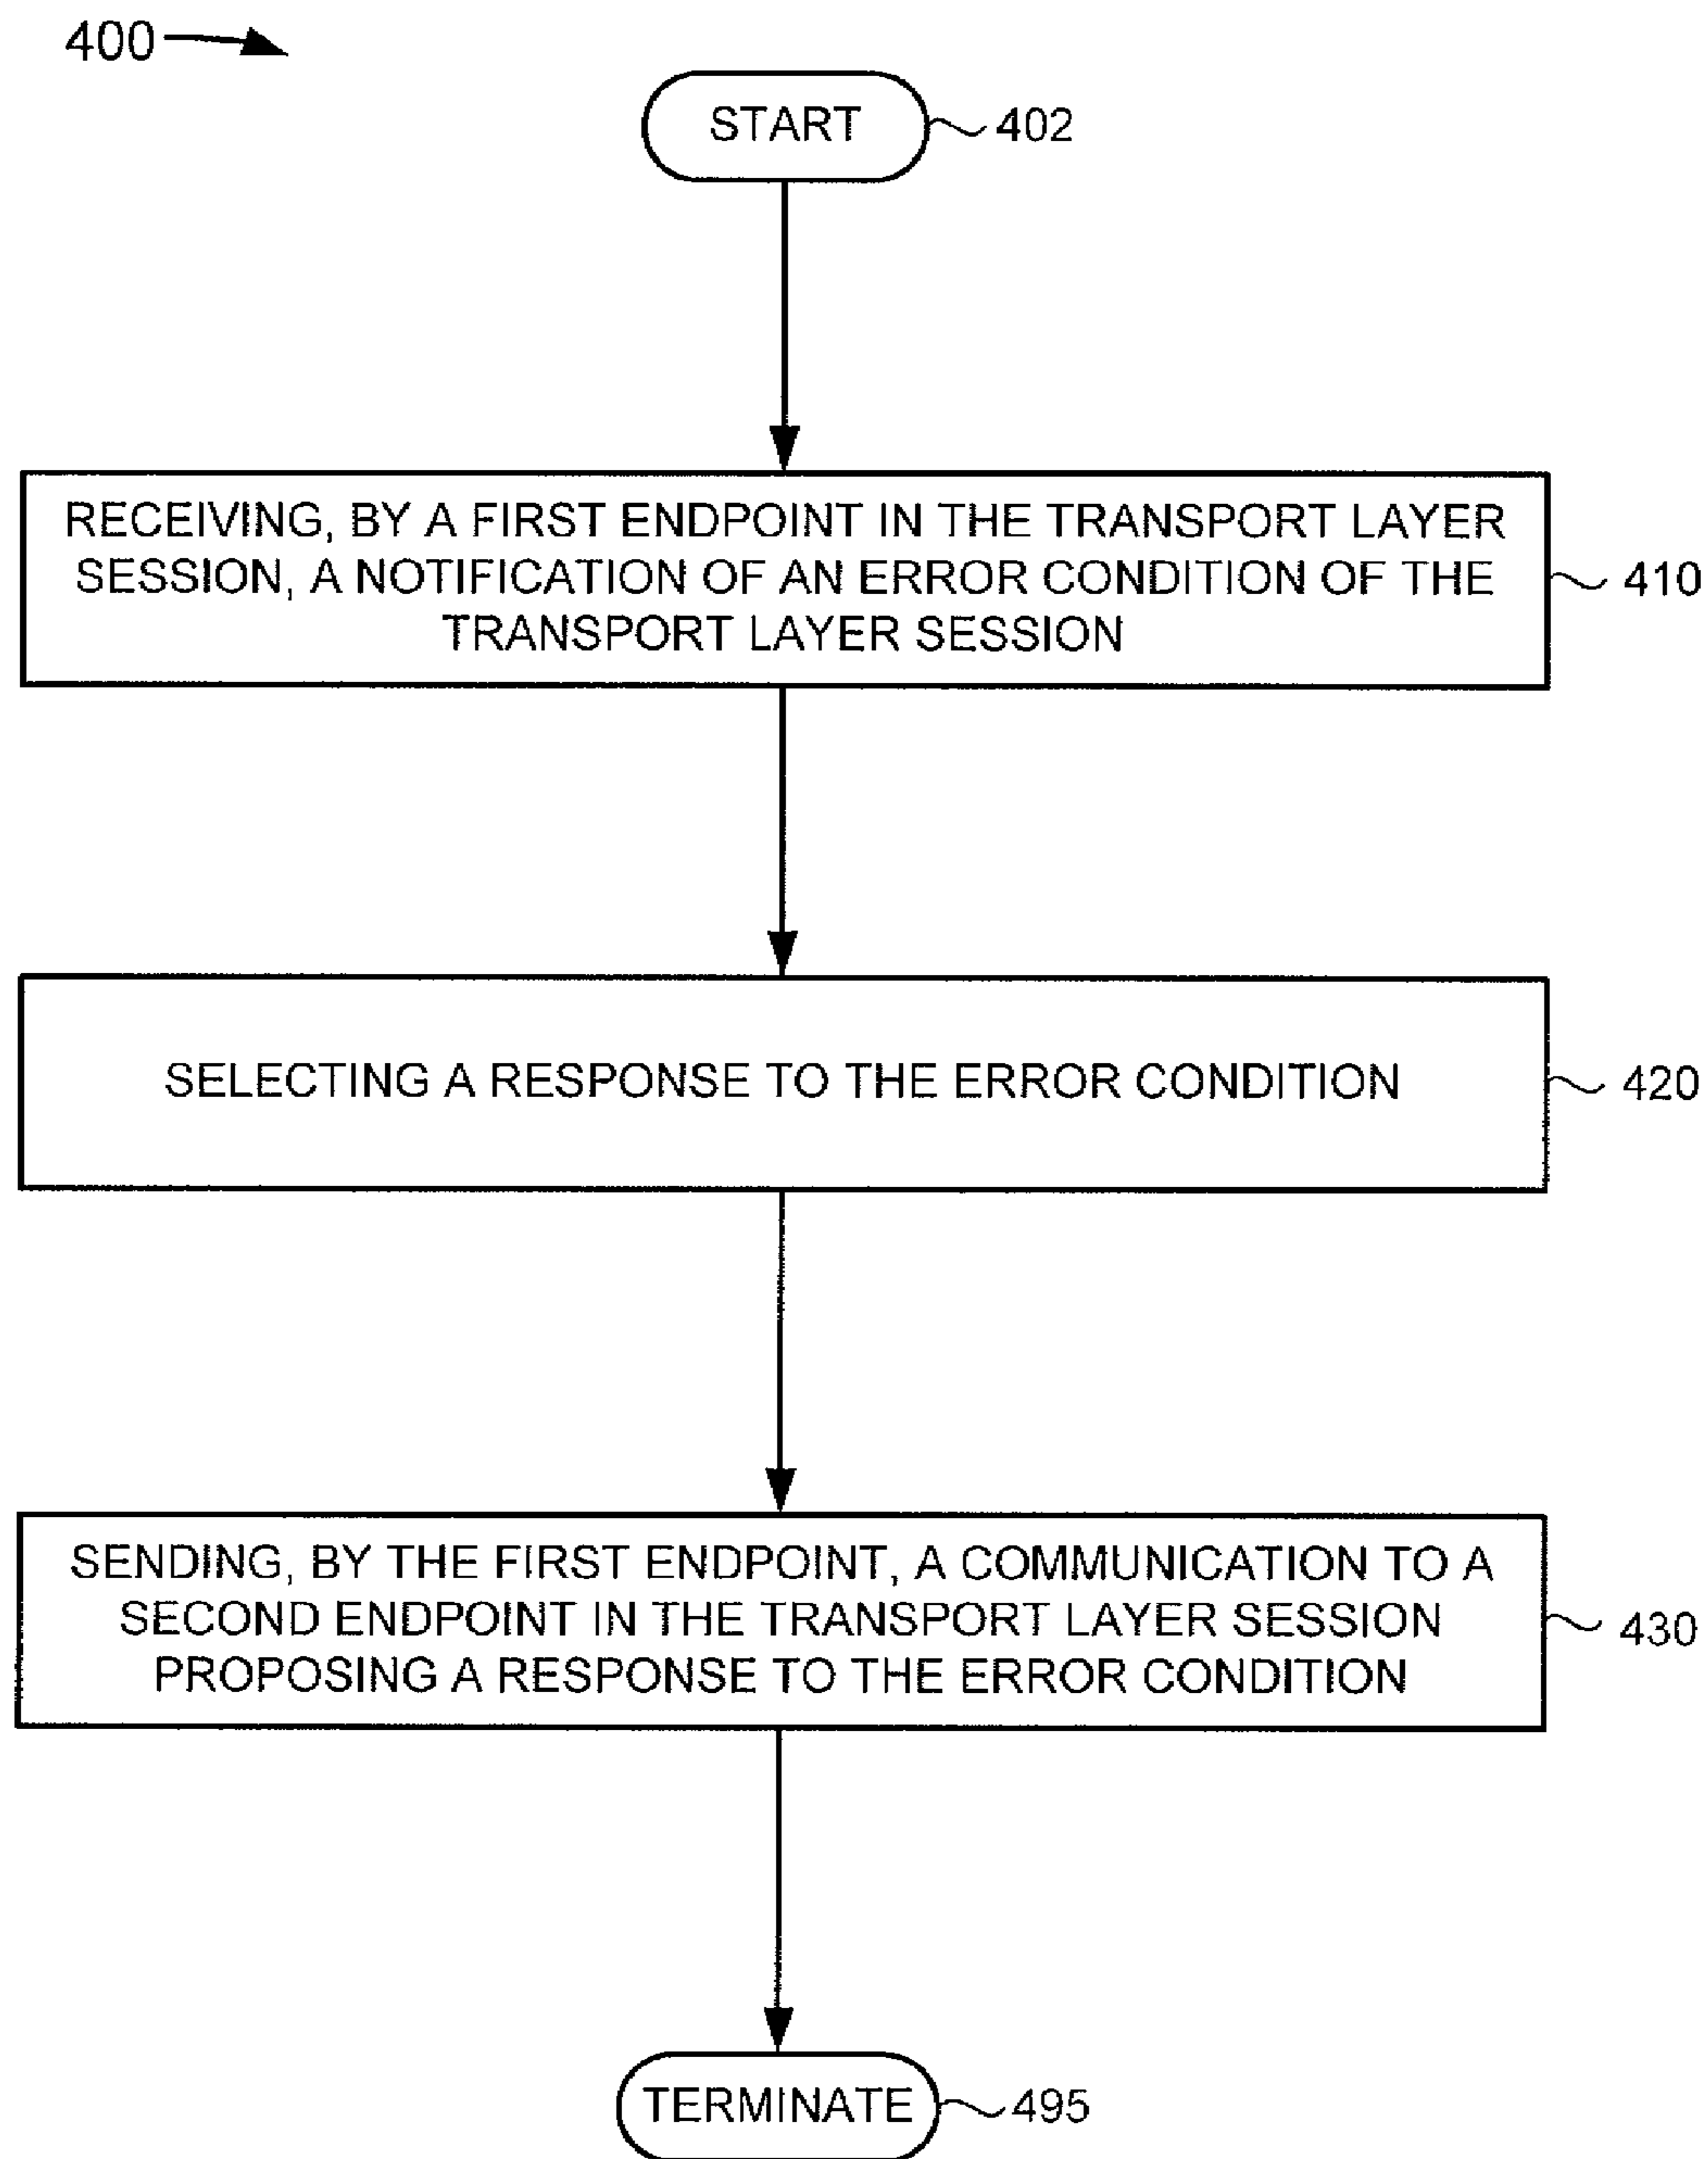 400
START
402
RECEIVING, BY A FIRST ENDPOINT IN THE TRANSPORT LAYER
SESSION, A NOTIFICATION OF AN ERROR CONDITION OF THE
TRANSPORT LAYER SESSION
410
SELECTING A RESPONSE TO THE ERROR CONDITION
420
SENDING, BY THE FIRST ENDPOINT, A COMMUNICATION TO A
SECOND ENDPOINT IN THE TRANSPORT LAYER SESSION
PROPOSING A RESPONSE TO THE ERROR CONDITION
430
TERMINATE
495